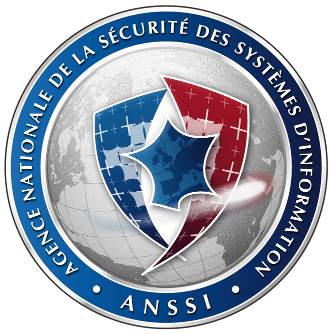 AGENCE NATIONALE DE LA SÉCURITÉ DES SYSTÈMES D'INFORMATION
• ANSSI •